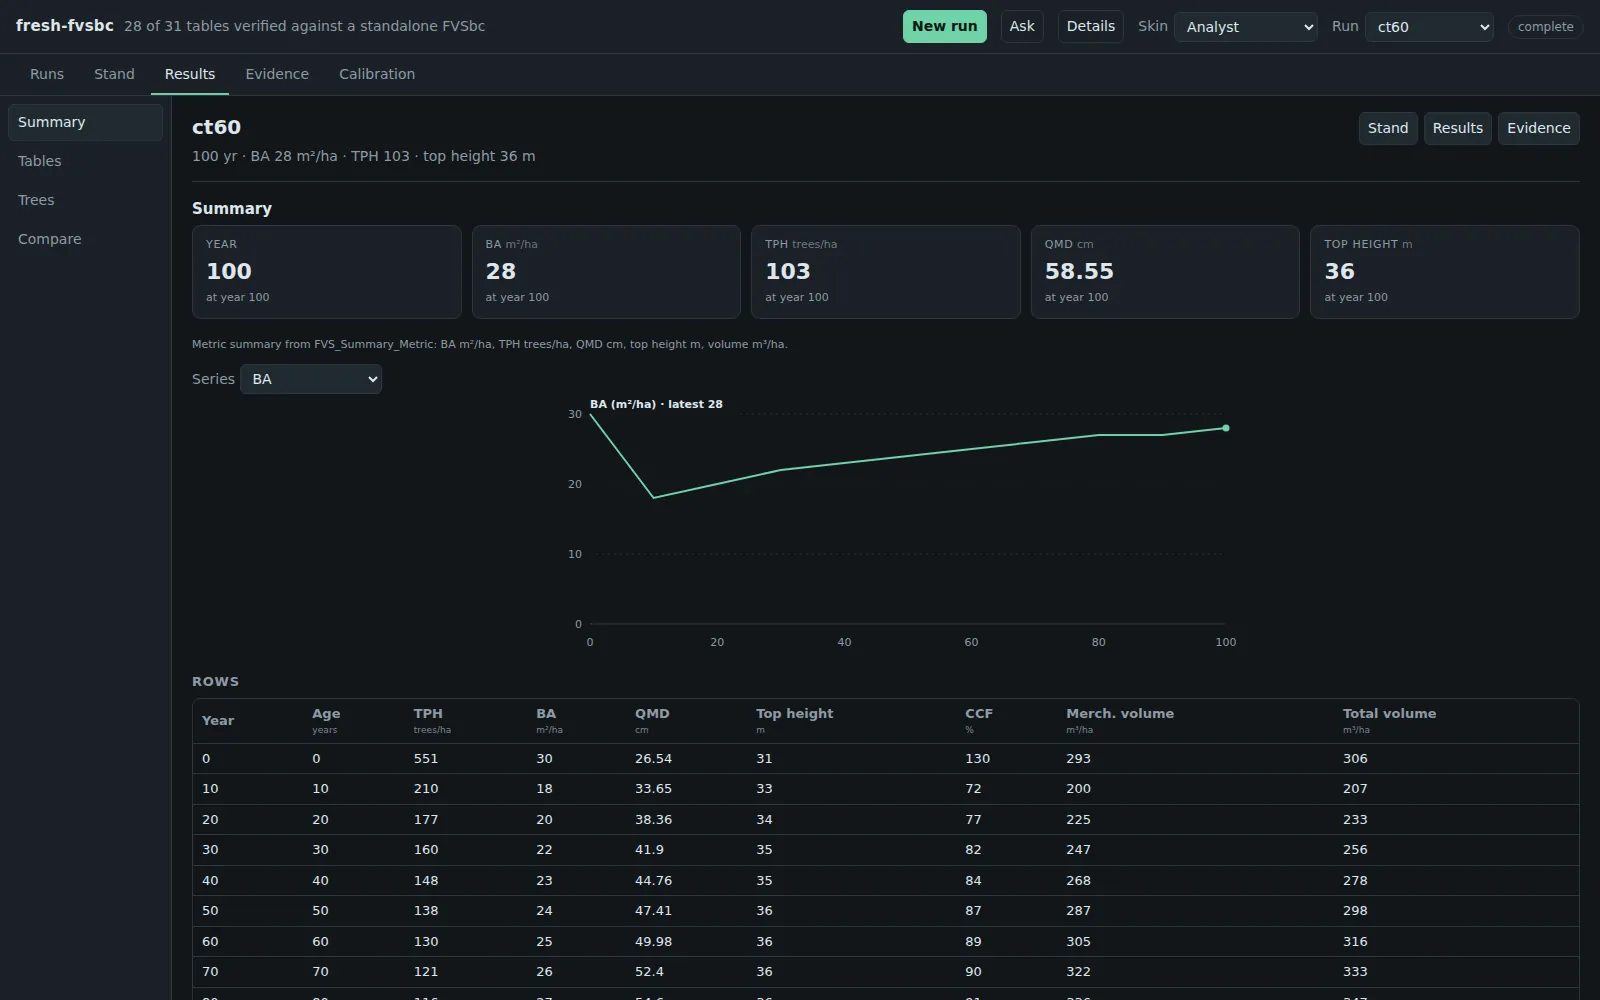 fresh-fvsbc 28 of 31 tables verified against a standalone FVSbc New run Ask Details Skin Analyst Run ct60 complete
Runs Stand Results Evidence Calibration
Summary
Tables
Trees
Compare
ct60
100 yr · BA 28 m²/ha · TPH 103 · top height 36 m
Stand Results Evidence
Summary
YEAR
100
at year 100
BA m²/ha
28
at year 100
TPH trees/ha
103
at year 100
QMD cm
58.55
at year 100
TOP HEIGHT m
36
at year 100
Metric summary from FVS_Summary_Metric: BA m²/ha, TPH trees/ha, QMD cm, top height m, volume m³/ha.
Series BA
BA (m²/ha) · latest 28
30
20
10
0
0 20 40 60 80 100
ROWS
Year Age TPH BA QMD Top height CCF Merch. volume Total volume
years trees/ha m²/ha cm m % m³/ha m³/ha
0 0 551 30 26.54 31 130 293 306
10 10 210 18 33.65 33 72 200 207
20 20 177 20 38.36 34 77 225 233
30 30 160 22 41.9 35 82 247 256
40 40 148 23 44.76 35 84 268 278
50 50 138 24 47.41 36 87 287 298
60 60 130 25 49.98 36 89 305 316
70 70 121 26 52.4 36 90 322 333